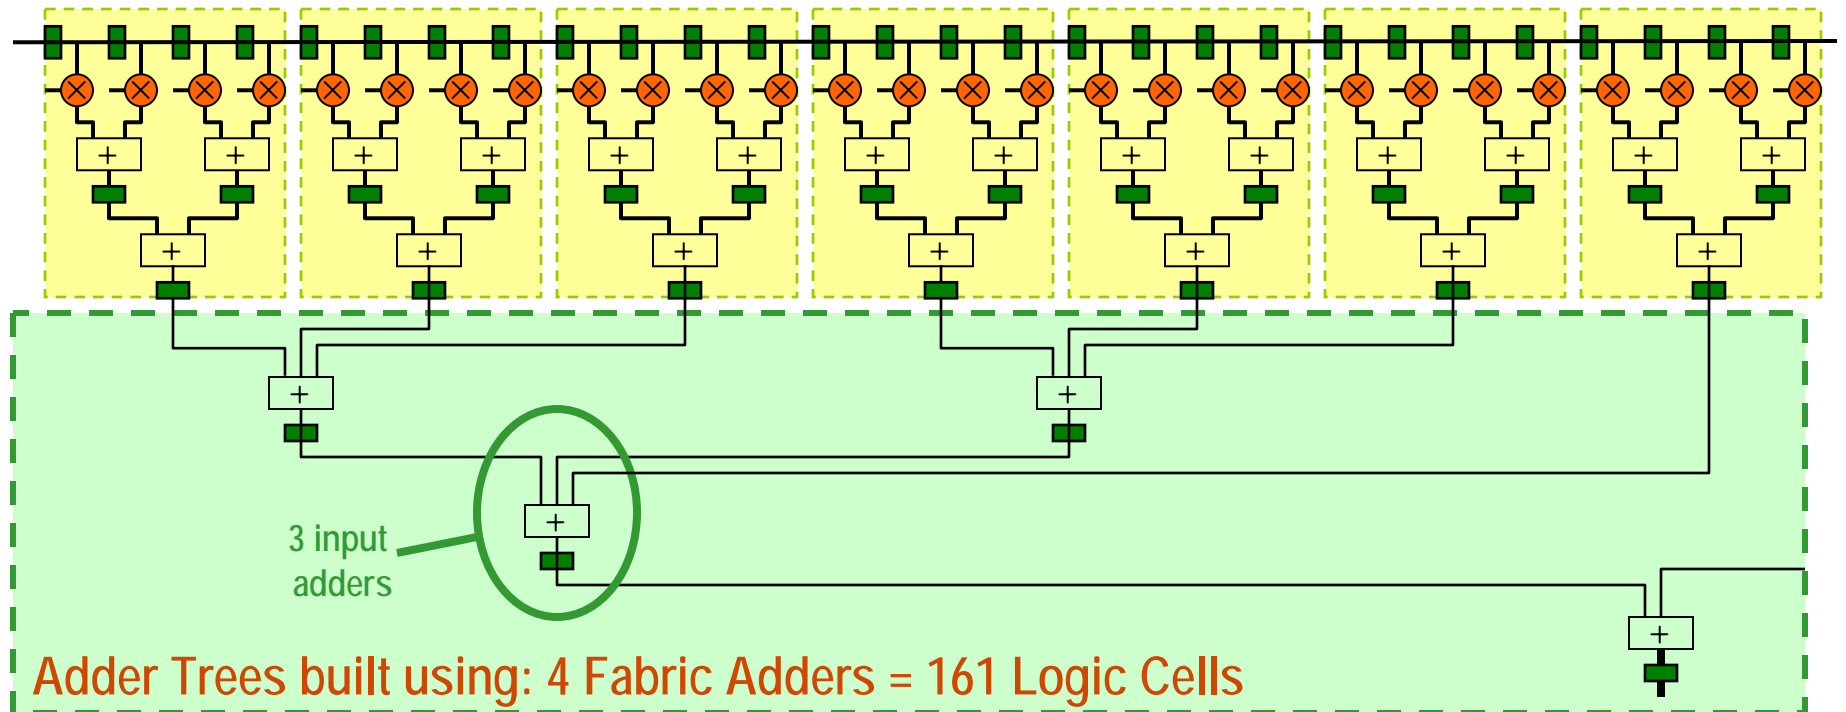 3 input
adders
Adder Trees built using: 4 Fabric Adders = 161 Logic Cells